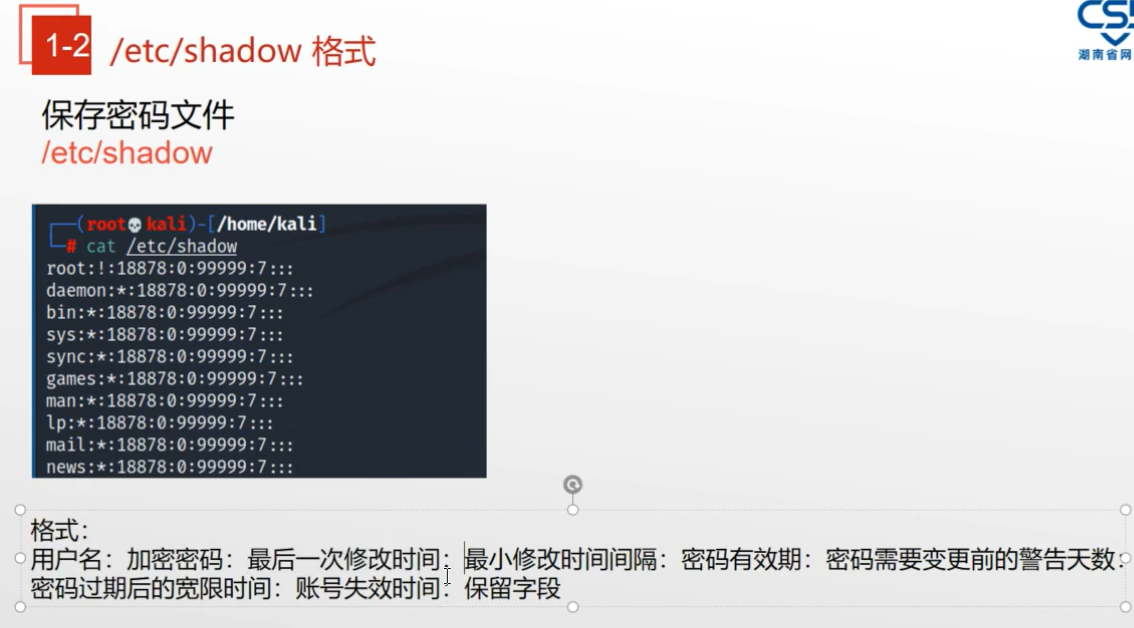 1-2 /etc/shadow 格式
湖南省网
保存密码文件
/etc/shadow
(root💀kali)-[/home/kali]
# cat /etc/shadow
root:!:18878:0:99999:7:::
daemon:*:18878:0:99999:7:::
bin:*:18878:0:99999:7:::
sys:*:18878:0:99999:7:::
sync:*:18878:0:99999:7:::
games:*:18878:0:99999:7:::
man:*:18878:0:99999:7:::
lp:*:18878:0:99999:7:::
mail:*:18878:0:99999:7:::
news:*:18878:0:99999:7:::
格式：
用户名：加密密码：最后一次修改时间：最小修改时间间隔：密码有效期：密码需要变更前的警告天数：
密码过期后的宽限时间：账号失效时间：保留字段